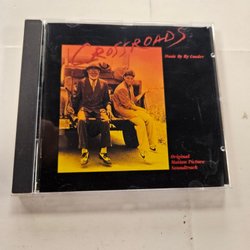 CROSSROADS
Music By Ry Cooder
Original
Motion Picture
Soundtrack